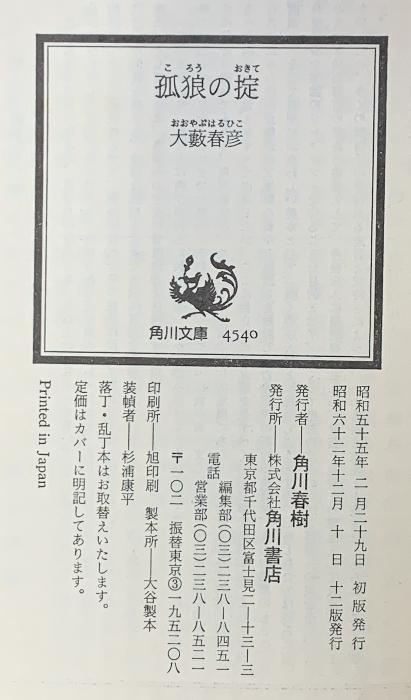 ころうおきて
孤狼の掟
おおやぶはるひこ
大藪春彦
角川文庫 4540
昭和五十五年 二月二十九日 初版発行
昭和六十二年十二月 十 日 十二版発行
発行者――角川春樹
発行所――株式会社角川書店
東京都千代田区富士見二―十三―三
電話 編集部(〇三)二三八―八四五一
営業部(〇三)二三八―八五二一
〒一〇二 振替東京③一九五二〇八
印刷所――旭印刷 製本所――大谷製本
装幀者――杉浦康平
落丁・乱丁本はお取替えいたします。
定価はカバーに明記してあります。
Printed in Japan